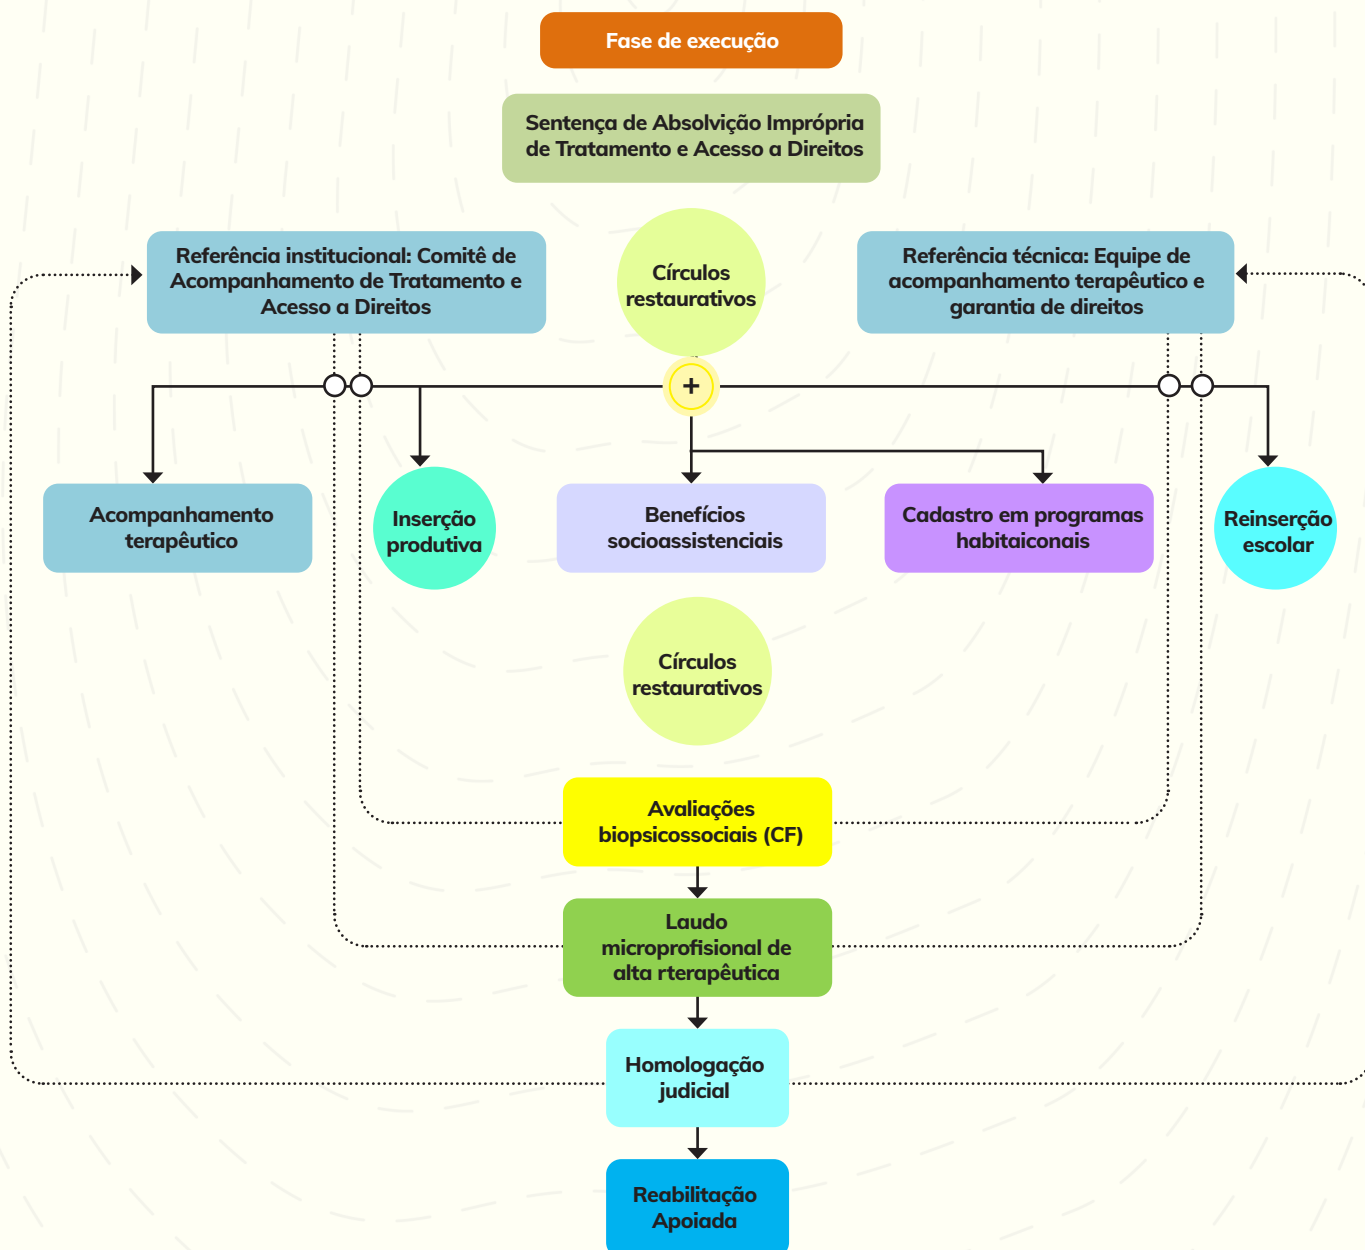 Fase de execução
Sentença de Absolvição Imprópria
de Tratamento e Acesso a Direitos
Referência institucional: Comitê de
Acompanhamento de Tratamento e
Acesso a Direitos
Círculos
restaurativos
Referência técnica: Equipe de
acompanhamento terapêutico e
garantia de direitos
+
Acompanhamento
terapêutico
Inserção
produtiva
Benefícios
socioassistenciais
Cadastro em programas
habitaiconais
Reinserção
escolar
Círculos
restaurativos
Avaliações
biopsicossociais (CF)
Laudo
microprofisional de
alta rterapêutica
Homologação
judicial
Reabilitação
Apoiada